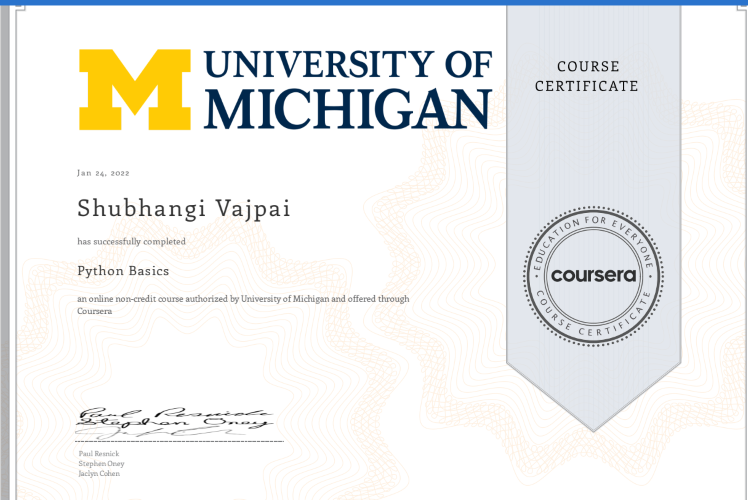 M UNIVERSITY OF
MICHIGAN
COURSE
CERTIFICATE
Jan 24, 2022
Shubhangi Vajpai
has successfully completed
Python Basics
an online non-credit course authorized by University of Michigan and offered through
Coursera
EDUCATION FOR EVERYONE
coursera
COURSE CERTIFICATE
Paul Resnick
Stephen Oney
Paul Resnick
Stephen Oney
Jaclyn Cohen